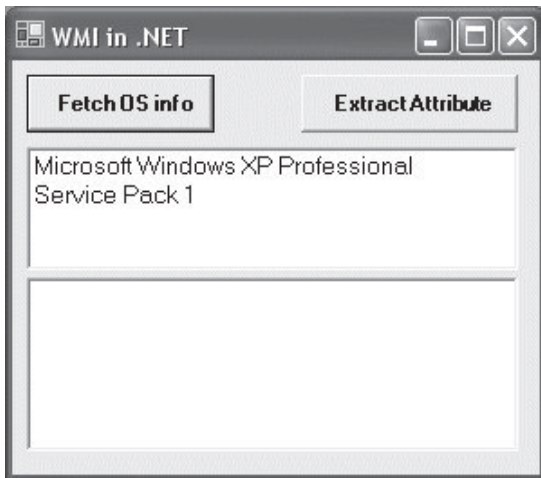 WMI in .NET
Fetch OS info Extract Attribute
Microsoft Windows XP Professional
Service Pack 1